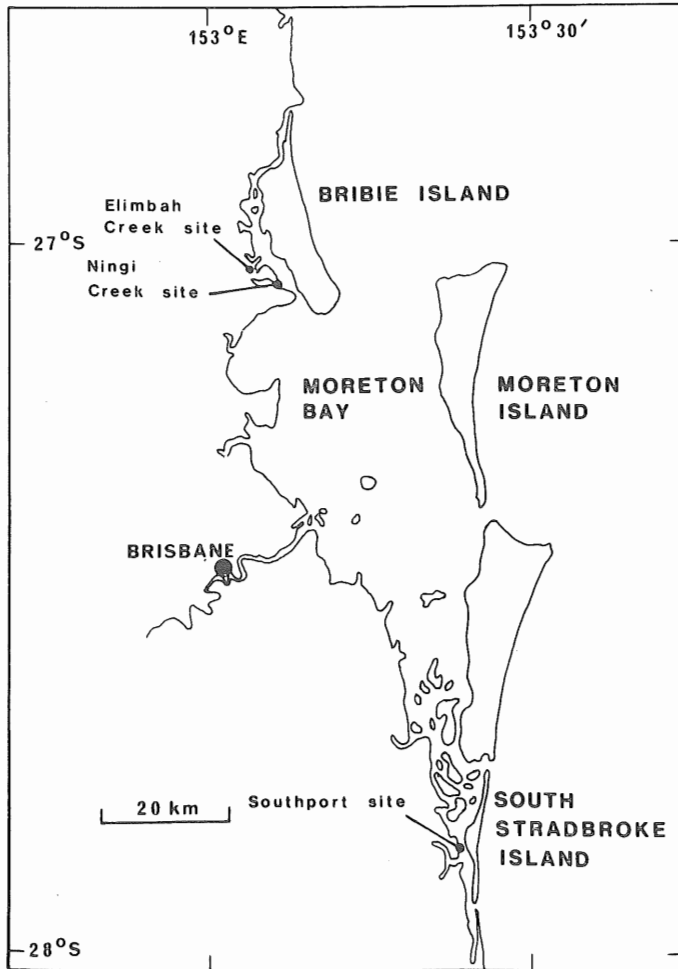 153°E
153°30′
BRIBIE ISLAND
Elimbah
Creek site
27°S
Ningi
Creek site
MORETON
BAY
MORETON
ISLAND
BRISBANE
20 km
Southport site
SOUTH
STRADBROKE
ISLAND
28°S